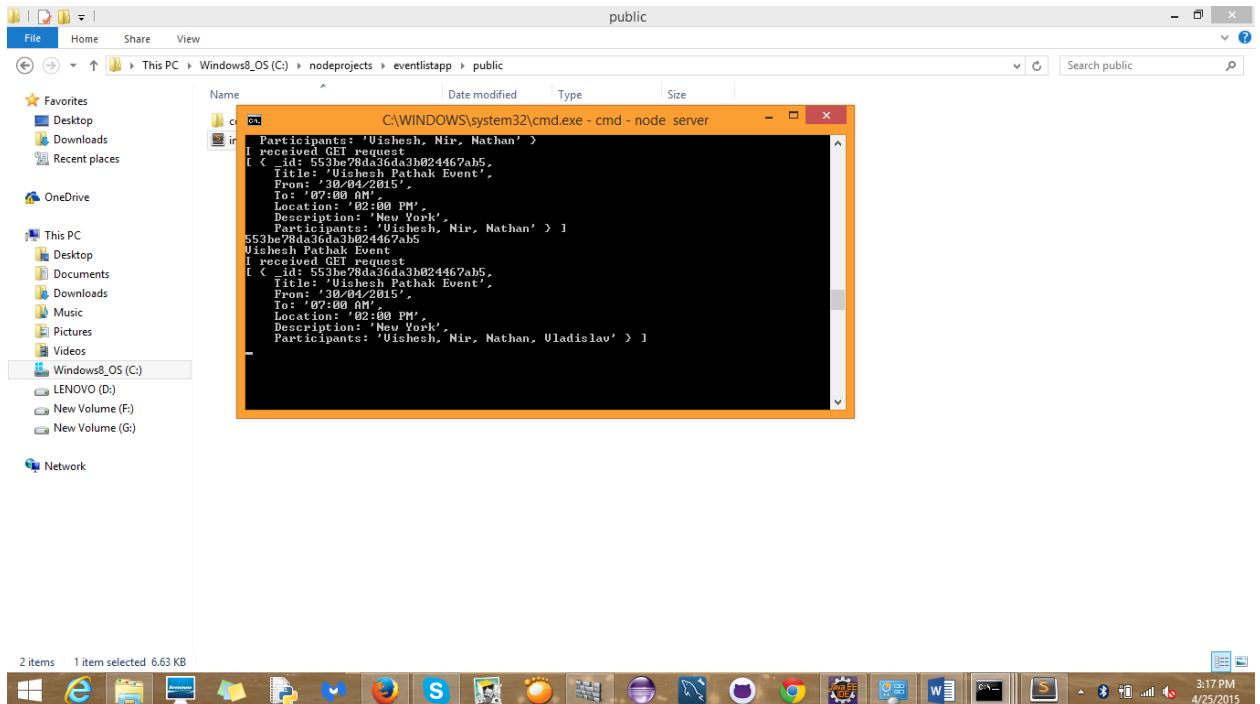 public
File Home Share View
This PC Windows8_OS (C:) nodeprojects eventlistapp public
Search public
Favorites
Desktop
Downloads
Recent places
OneDrive
This PC
Desktop
Documents
Downloads
Music
Pictures
Videos
Windows8_OS (C:)
LENOVO (D:)
New Volume (F:)
New Volume (G:)
Network
Name Date modified Type Size
C:\WINDOWS\system32\cmd.exe - cmd - node server
Participants: 'Vishesh, Nir, Nathan' }
I received GET request
[ { _id: 553be78da36da3b024467ab5,
Title: 'Vishesh Pathak Event',
From: '30/04/2015',
To: '07:00 AM',
Location: '02:00 PM',
Description: 'New York',
Participants: 'Vishesh, Nir, Nathan' } ]
553be78da36da3b024467ab5
Vishesh Pathak Event
I received GET request
[ { _id: 553be78da36da3b024467ab5,
Title: 'Vishesh Pathak Event',
From: '30/04/2015',
To: '07:00 AM',
Location: '02:00 PM',
Description: 'New York',
Participants: 'Vishesh, Nir, Nathan, Vladislav' } ]
2 items 1 item selected 6.63 KB
3:17 PM
4/25/2015